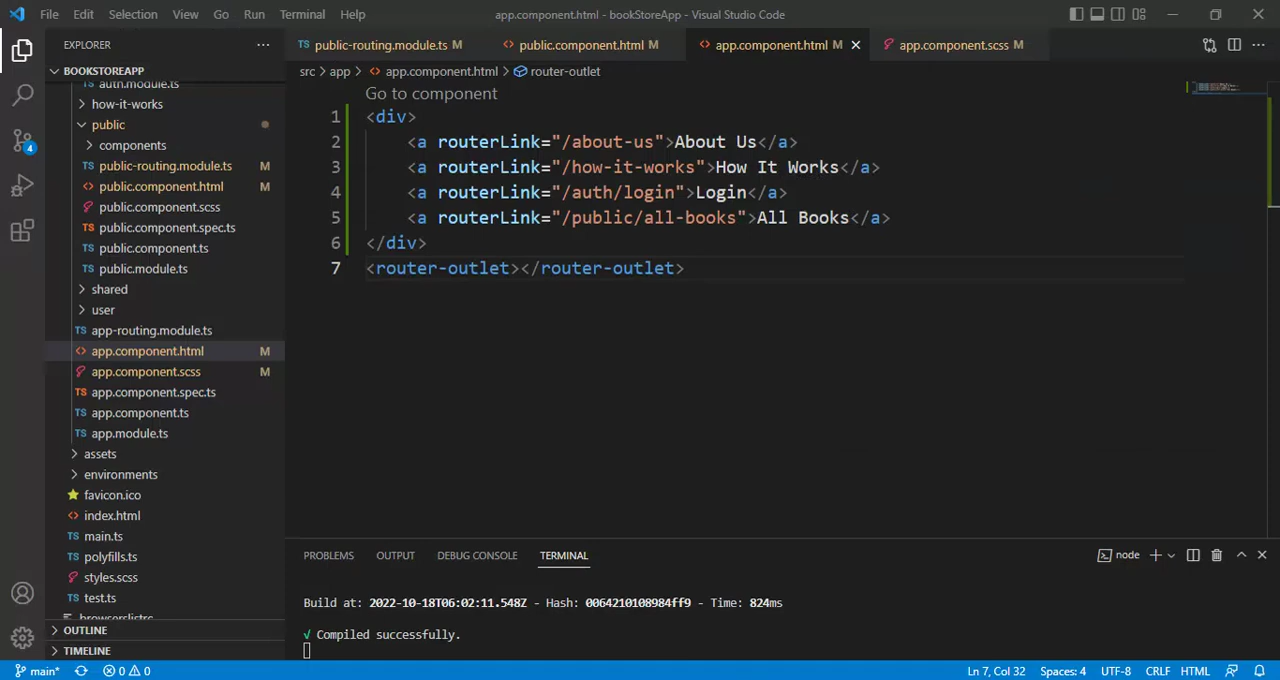 File Edit Selection View Go Run Terminal Help
app.component.html - bookStoreApp - Visual Studio Code
EXPLORER
BOOKSTOREAPP
auth.module.ts
how-it-works
public
components
public-routing.module.ts M
public.component.html M
public.component.scss
public.component.spec.ts
public.component.ts
public.module.ts
shared
user
app-routing.module.ts
app.component.html M
app.component.scss M
app.component.spec.ts
app.component.ts
app.module.ts
assets
environments
favicon.ico
index.html
main.ts
polyfills.ts
styles.scss
test.ts
.browserslistrc
OUTLINE
TIMELINE
4
TS public-routing.module.ts M <> public.component.html M <> app.component.html M app.component.scss M
src > app > <> app.component.html > router-outlet
Go to component
1 <div>
2 <a routerLink="/about-us">About Us</a>
3 <a routerLink="/how-it-works">How It Works</a>
4 <a routerLink="/auth/login">Login</a>
5 <a routerLink="/public/all-books">All Books</a>
6 </div>
7 <router-outlet></router-outlet>
PROBLEMS OUTPUT DEBUG CONSOLE TERMINAL
node
Build at: 2022-10-18T06:02:11.548Z - Hash: 0064210108984ff9 - Time: 824ms
√ Compiled successfully.
main* 0 0 Ln 7, Col 32 Spaces: 4 UTF-8 CRLF HTML